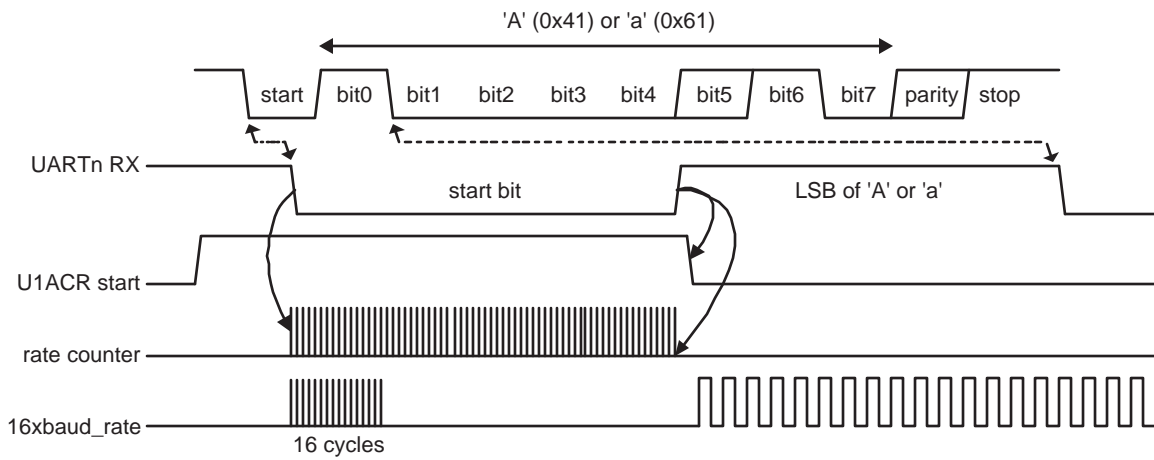 'A' (0x41) or 'a' (0x61)
start bit0 bit1 bit2 bit3 bit4 bit5 bit6 bit7 parity stop
UARTn RX
start bit
LSB of 'A' or 'a'
U1ACR start
rate counter
16xbaud_rate
16 cycles